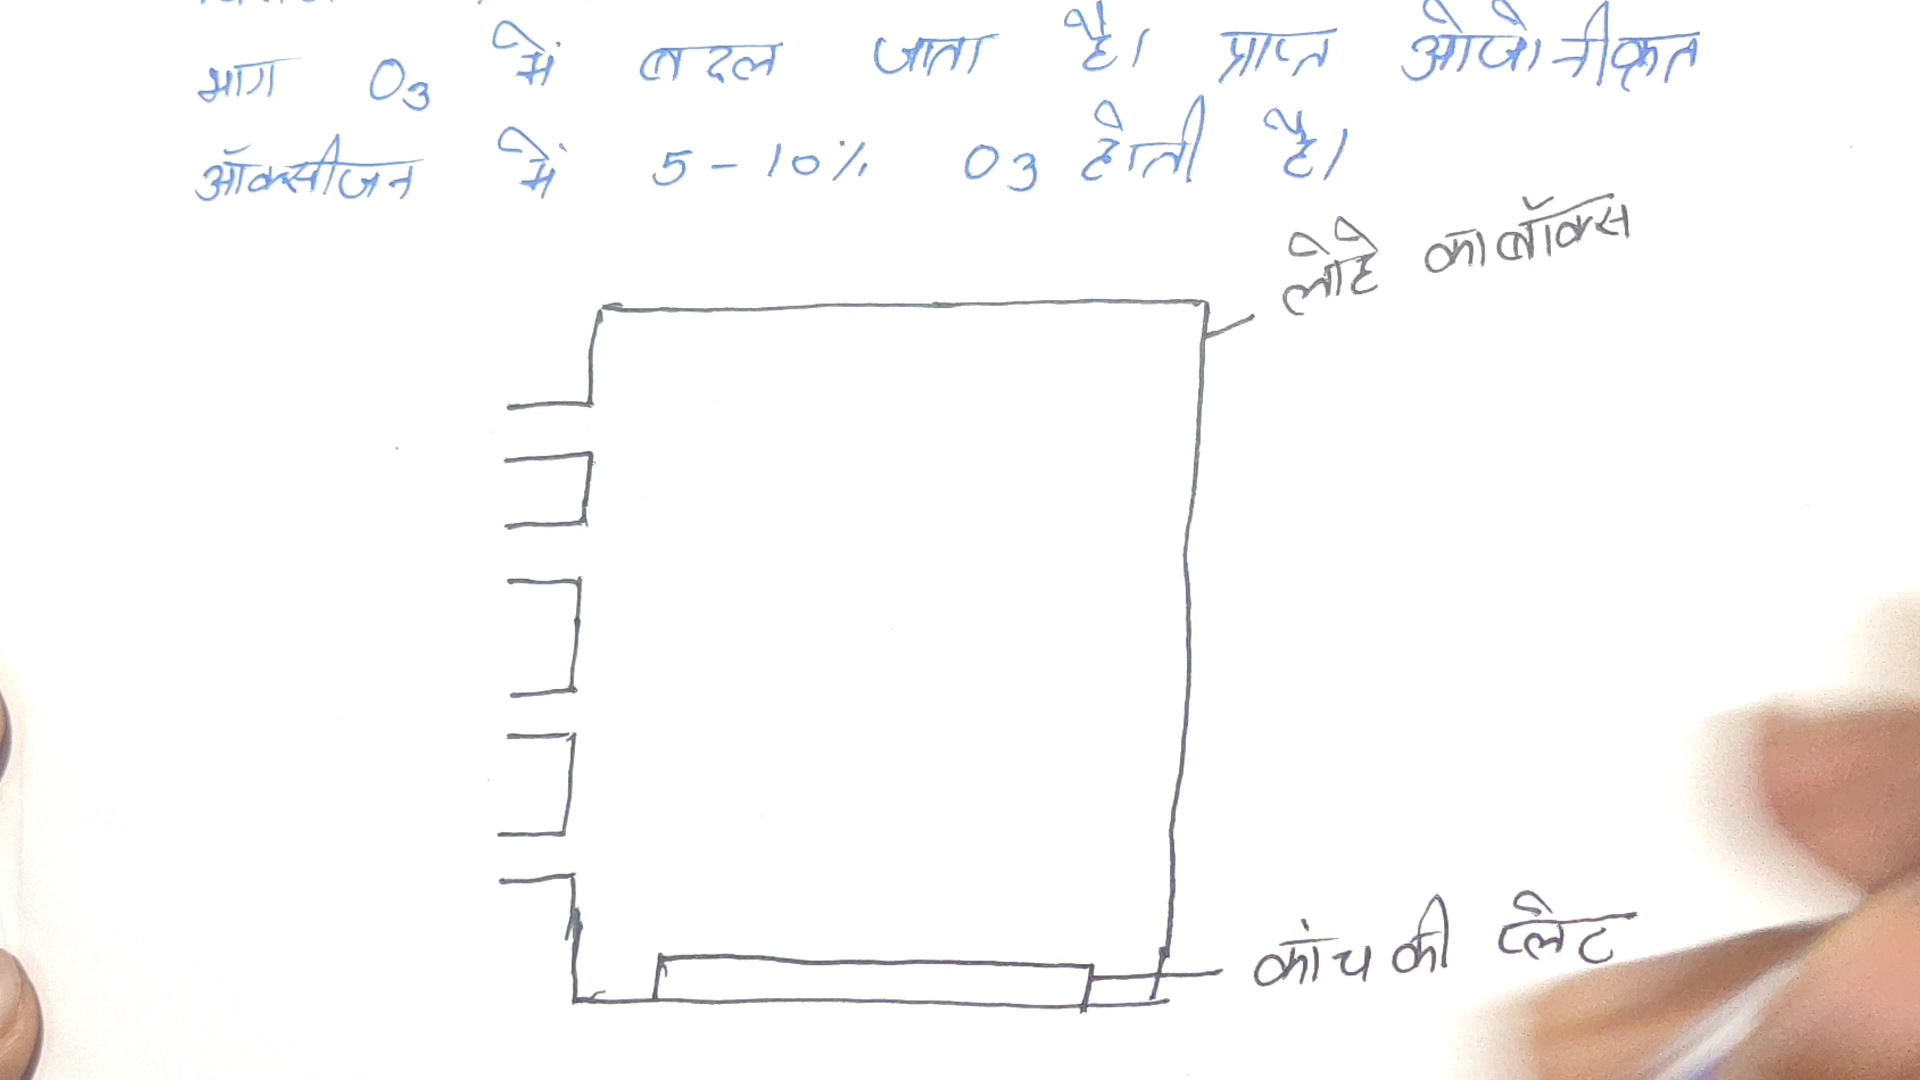 भाग O3 में बदल जाता है। प्राप्त ओजोनीकृत
ऑक्सीजन में 5-10% O3 होती है।
लोहे का बॉक्स
कांच की प्लेट